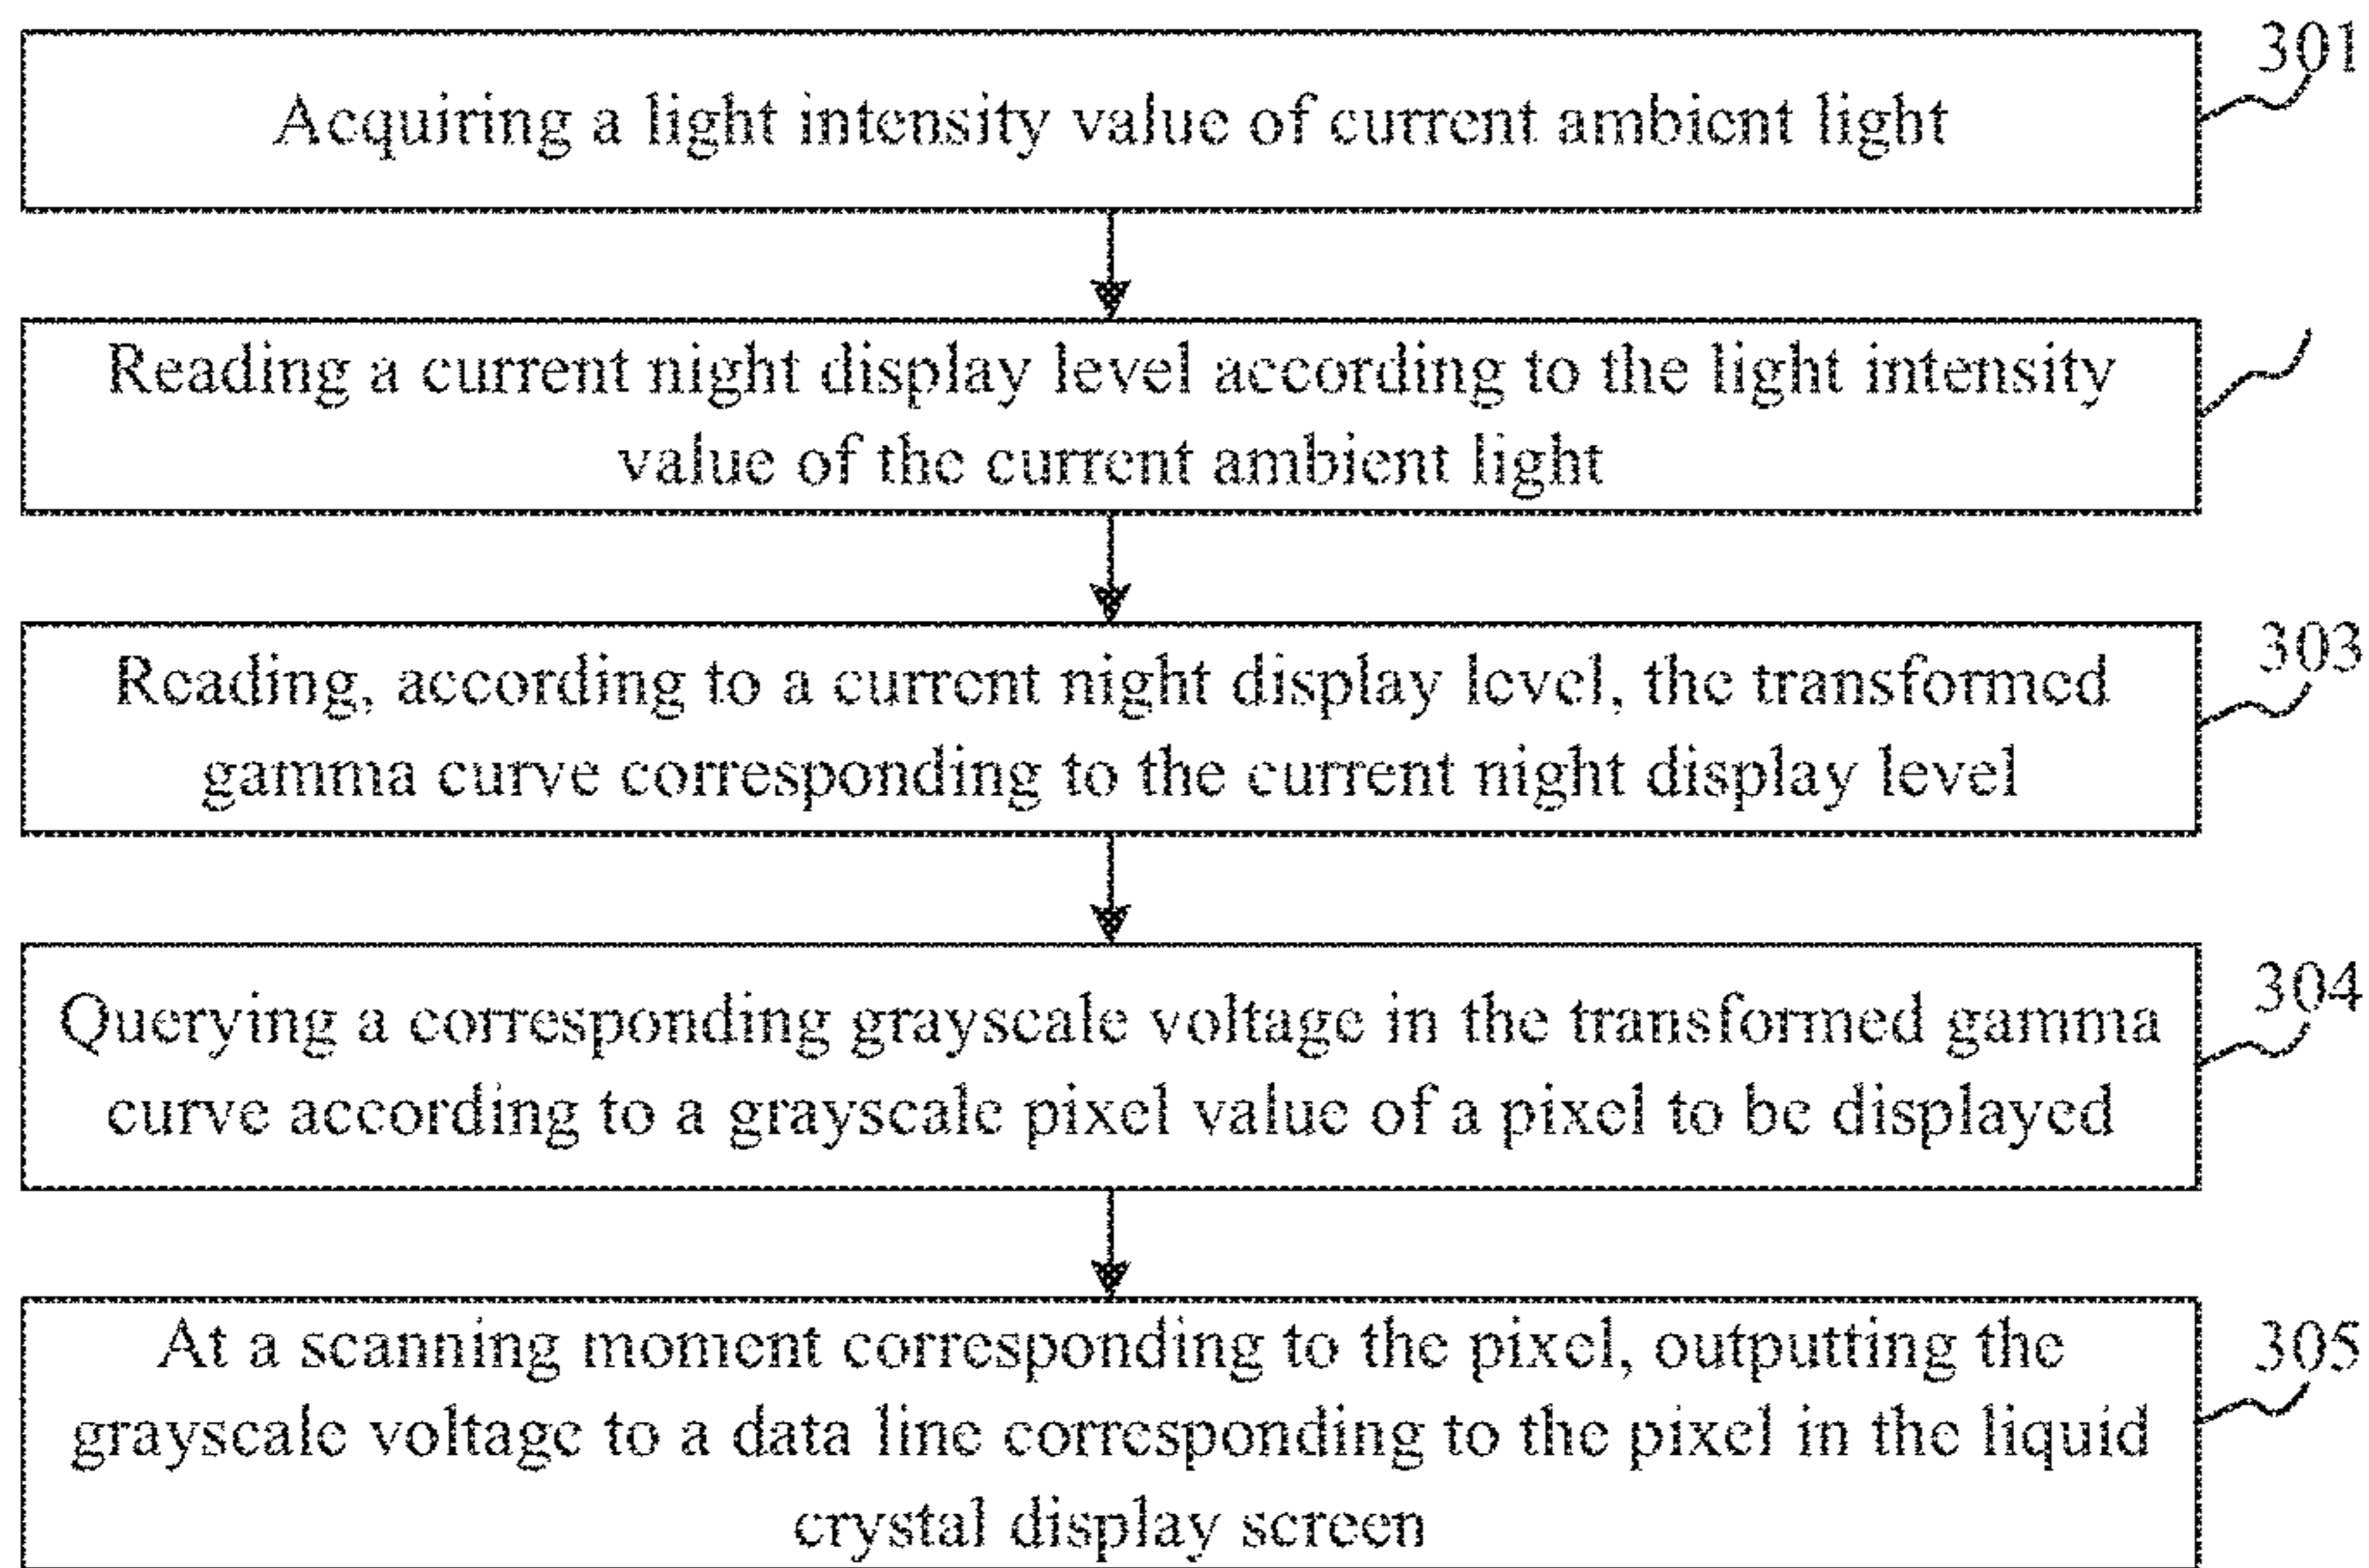 301
Acquiring a light intensity value of current ambient light
Reading a current night display level according to the light intensity
value of the current ambient light
303
Reading, according to a current night display level, the transformed
gamma curve corresponding to the current night display level
304
Querying a corresponding grayscale voltage in the transformed gamma
curve according to a grayscale pixel value of a pixel to be displayed
305
At a scanning moment corresponding to the pixel, outputting the
grayscale voltage to a data line corresponding to the pixel in the liquid
crystal display screen